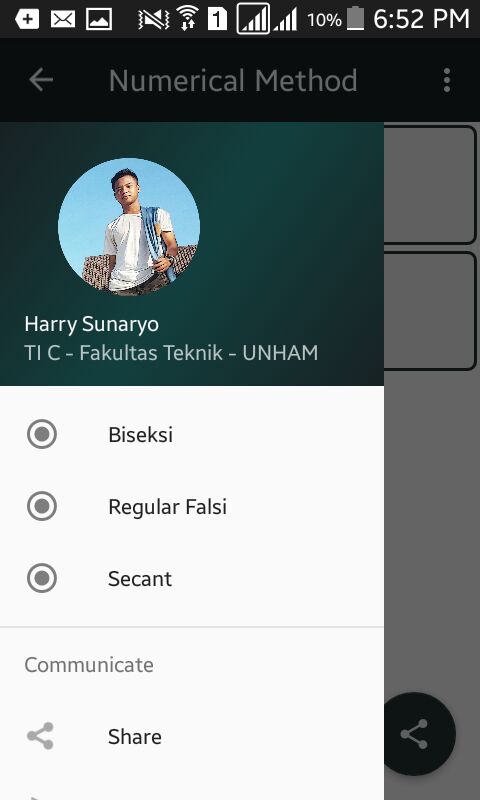 1
10%
6:52 PM
Numerical Method
Harry Sunaryo
TI C - Fakultas Teknik - UNHAM
Biseksi
Regular Falsi
Secant
Communicate
Share